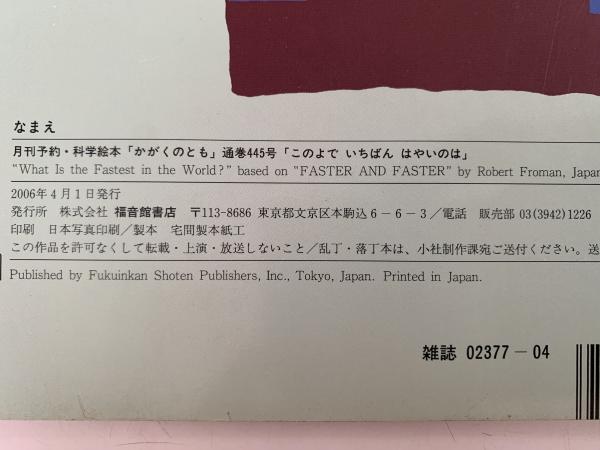 なまえ
月刊予約・科学絵本「かがくのとも」通巻445号「このよで いちばん はやいのは」
"What Is the Fastest in the World?" based on "FASTER AND FASTER" by Robert Froman, Japan
2006年4月1日発行
発行所 株式会社 福音館書店 〒113-8686 東京都文京区本駒込6-6-3/電話 販売部 03(3942)1226
印刷 日本写真印刷/製本 宅間製本紙工
この作品を許可なくして転載・上演・放送しないこと/乱丁・落丁本は、小社制作課宛ご送付ください。送
Published by Fukuinkan Shoten Publishers, Inc., Tokyo, Japan. Printed in Japan.
雑誌 02377-04